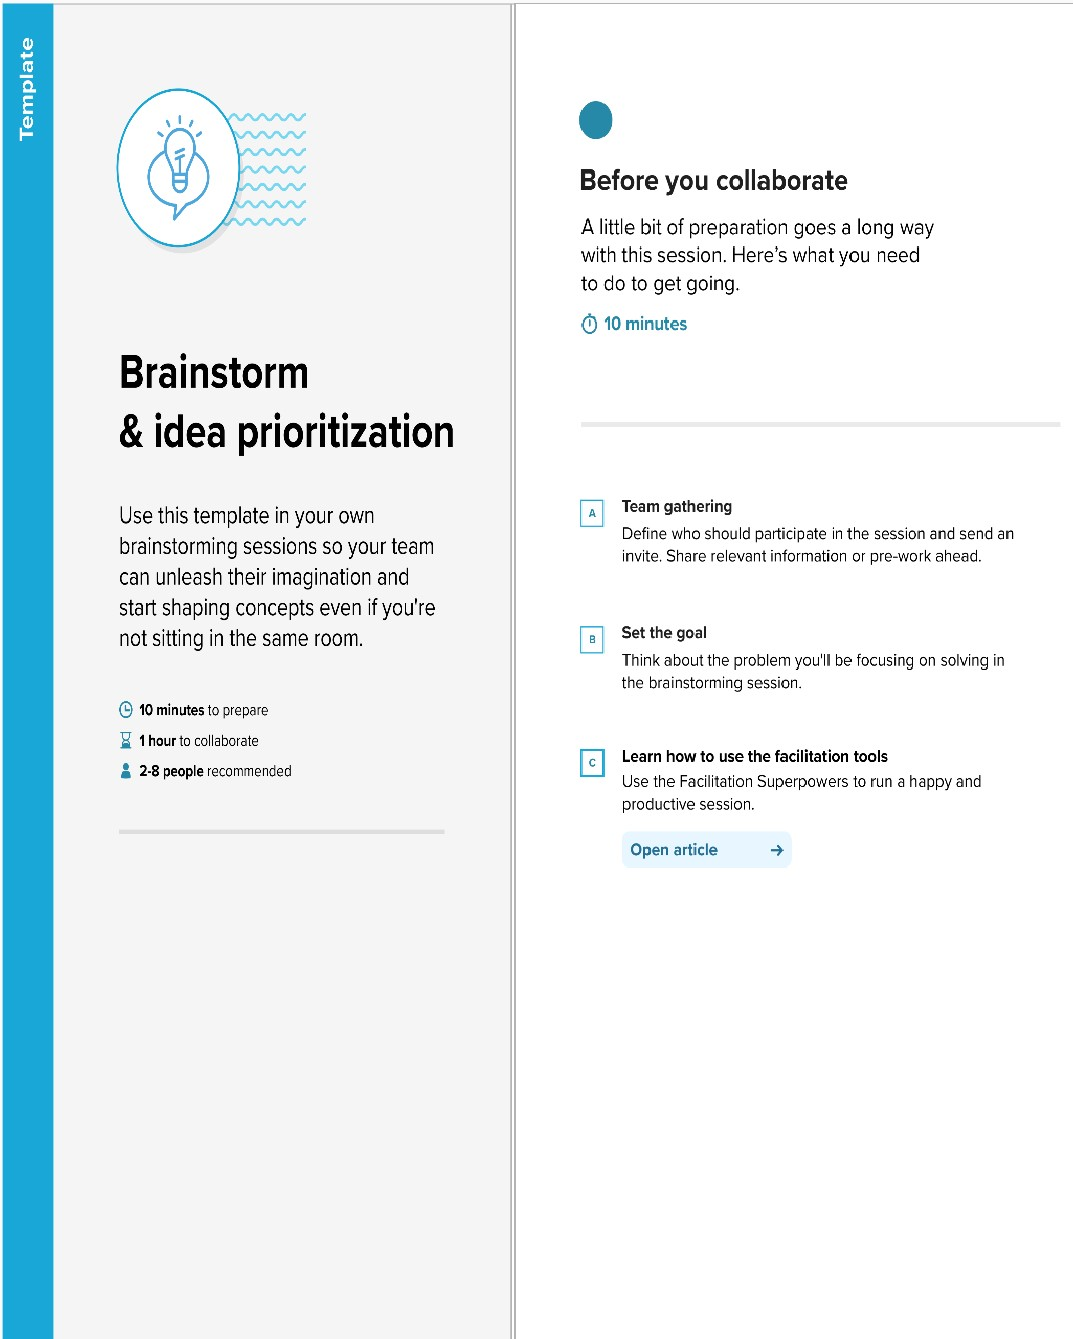 Template
Brainstorm
& idea prioritization
Use this template in your own
brainstorming sessions so your team
can unleash their imagination and
start shaping concepts even if you're
not sitting in the same room.
10 minutes to prepare
1 hour to collaborate
2-8 people recommended
Before you collaborate
A little bit of preparation goes a long way
with this session. Here's what you need
to do to get going.
10 minutes
A
Team gathering
Define who should participate in the session and send an
invite. Share relevant information or pre-work ahead.
B
Set the goal
Think about the problem you'll be focusing on solving in
the brainstorming session.
C
Learn how to use the facilitation tools
Use the Facilitation Superpowers to run a happy and
productive session.
Open article